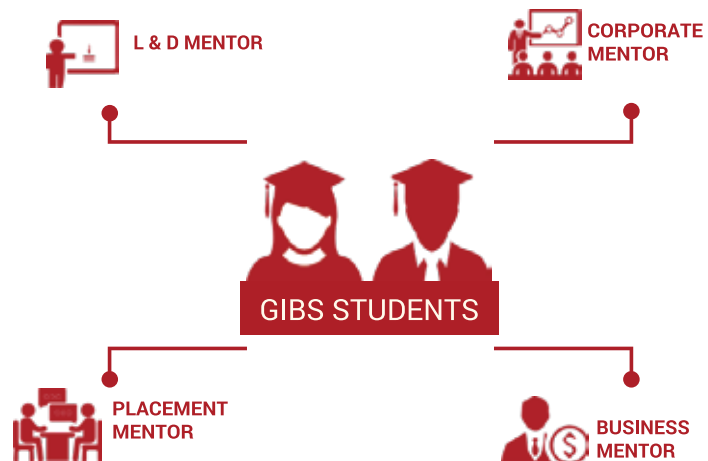 L & D MENTOR
CORPORATE
MENTOR
GIBS STUDENTS
PLACEMENT
MENTOR
BUSINESS
MENTOR
$